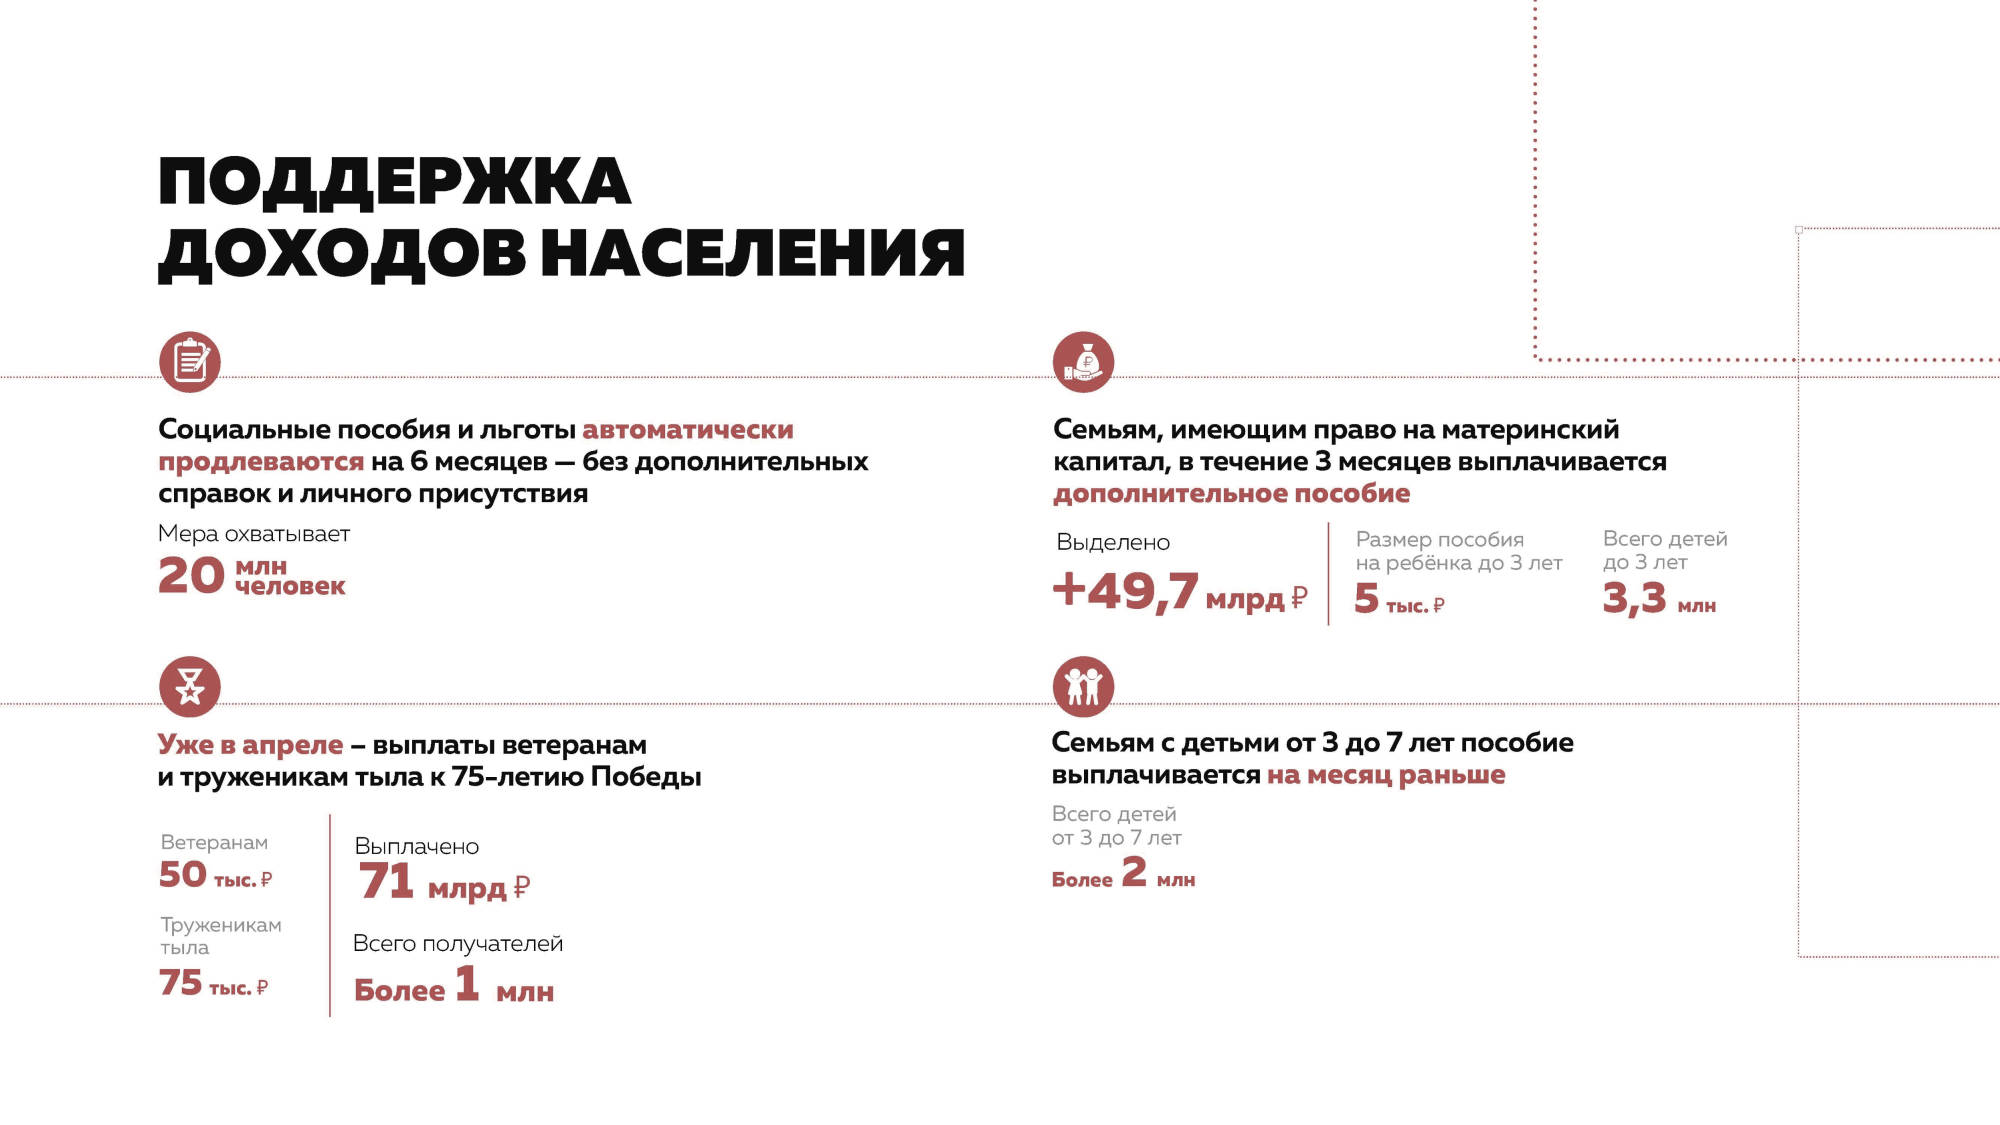 ПОДДЕРЖКА
ДОХОДОВ НАСЕЛЕНИЯ
Социальные пособия и льготы автоматически
продлеваются на 6 месяцев — без дополнительных
справок и личного присутствия
Мера охватывает
20 млн
человек
Семьям, имеющим право на материнский
капитал, в течение 3 месяцев выплачивается
дополнительное пособие
Выделено
+49,7 млрд ₽
Размер пособия
на ребёнка до 3 лет
5 тыс. ₽
Всего детей
до 3 лет
3,3 млн
Уже в апреле – выплаты ветеранам
и труженикам тыла к 75-летию Победы
Ветеранам
50 тыс. ₽
Труженикам
тыла
75 тыс. ₽
Выплачено
71 млрд ₽
Всего получателей
Более 1 млн
Семьям с детьми от 3 до 7 лет пособие
выплачивается на месяц раньше
Всего детей
от 3 до 7 лет
Более 2 млн